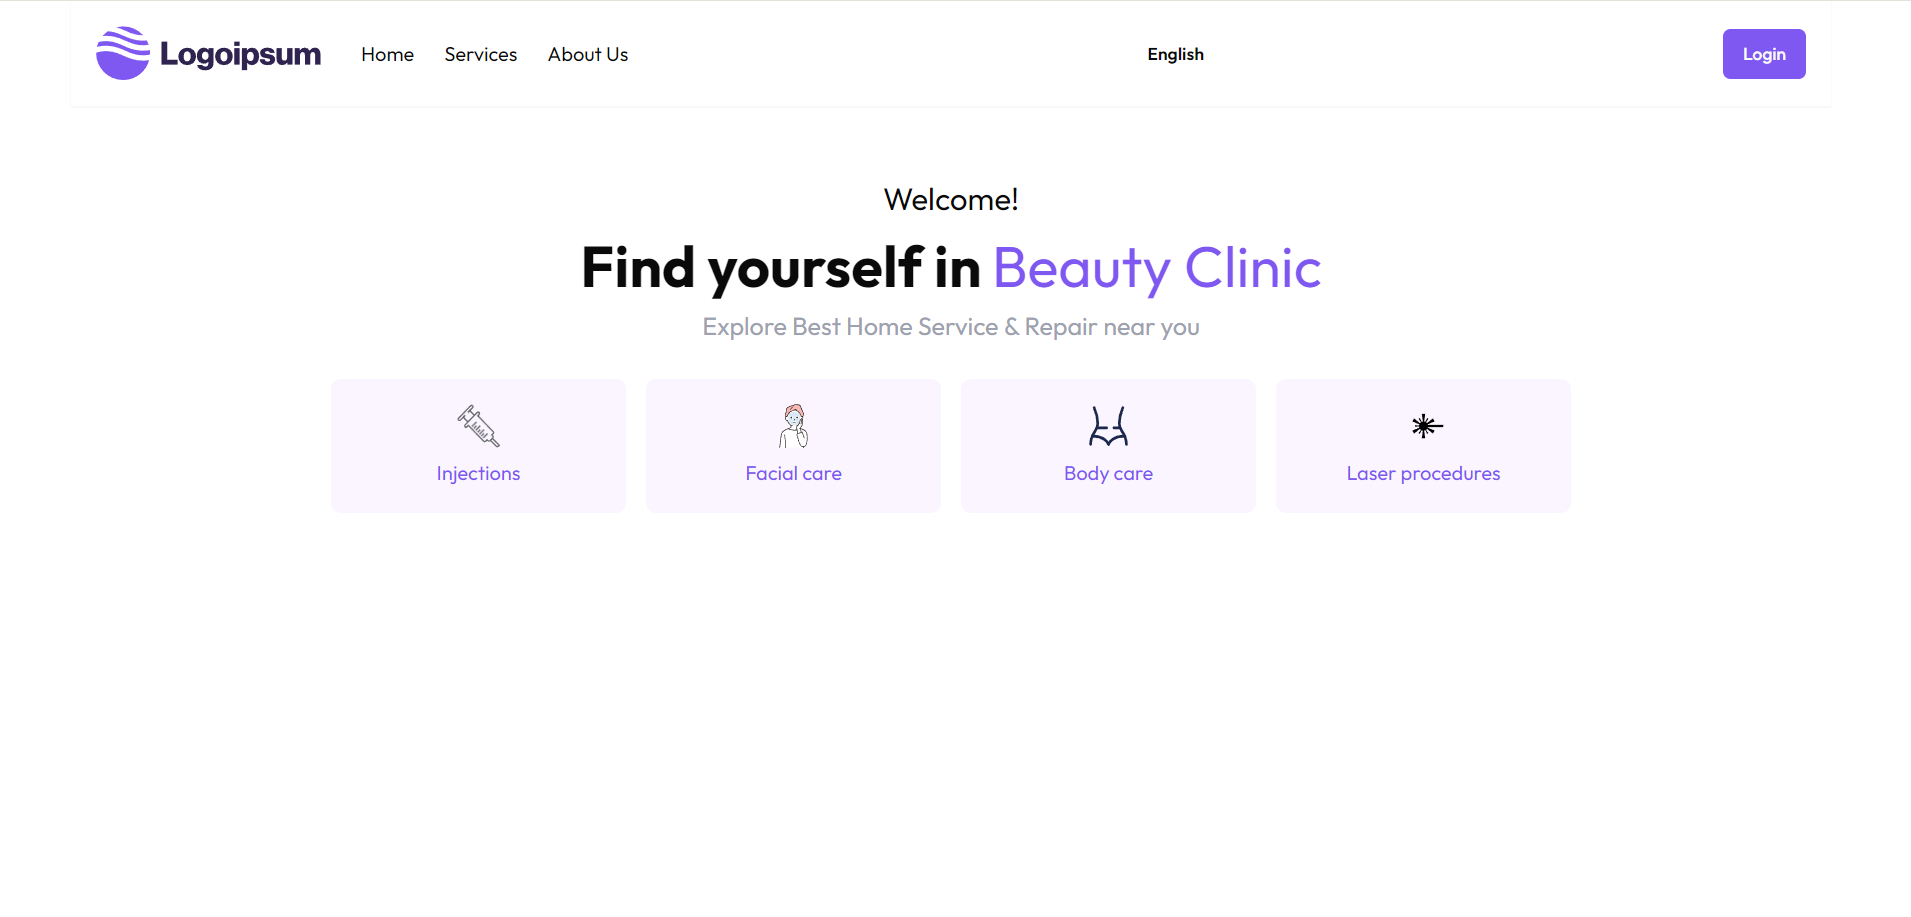 Logoipsum Home Services About Us English Login
Welcome!
Find yourself in Beauty Clinic
Explore Best Home Service & Repair near you
Injections Facial care Body care Laser procedures